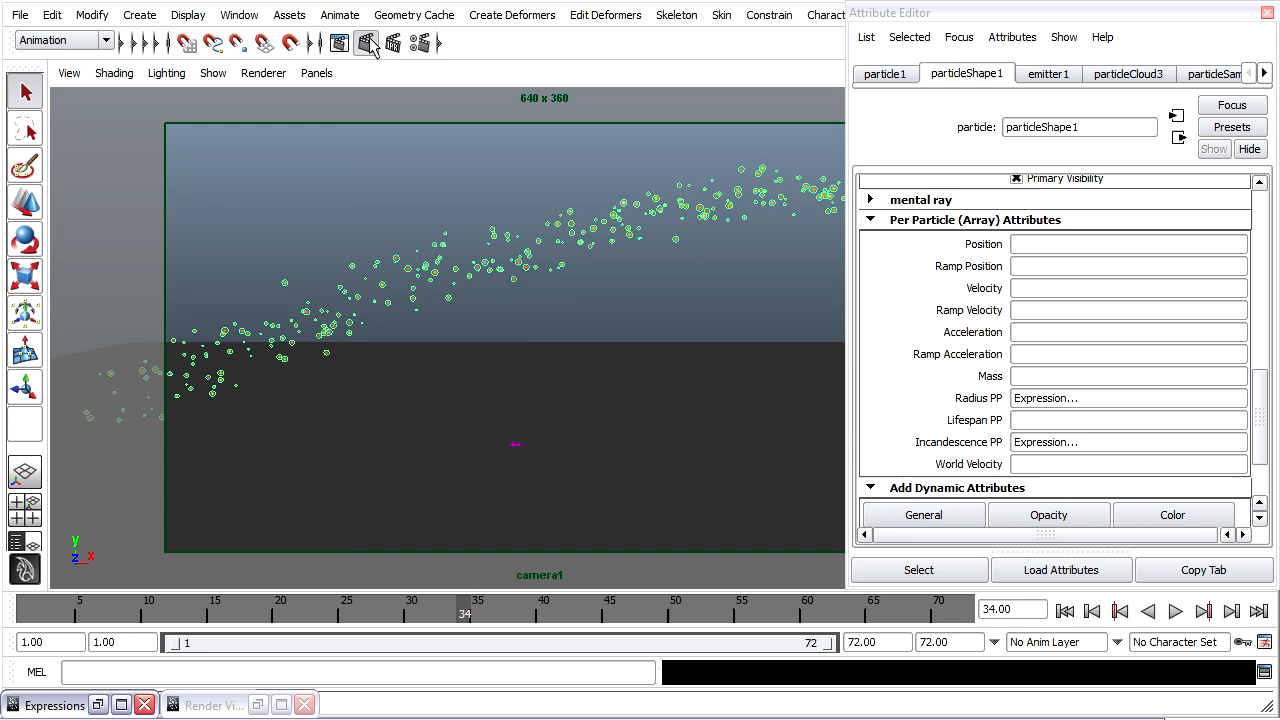 File Edit Modify Create Display Window Assets Animate Geometry Cache Create Deformers Edit Deformers Skeleton Skin Constrain
Attribute Editor
List Selected Focus Attributes Show Help
Animation
View Shading Lighting Show Renderer Panels
particle1 particleShape1 emitter1 particleCloud3
Focus
particle: particleShape1
Presets
Show Hide
640 x 360
Primary Visibility
mental ray
Per Particle (Array) Attributes
Position
Ramp Position
Velocity
Ramp Velocity
Acceleration
Ramp Acceleration
Mass
Radius PP Expression...
Lifespan PP
Incandescence PP Expression...
World Velocity
Add Dynamic Attributes
General Opacity Color
Select Load Attributes Copy Tab
y
z x
camera1
5 10 15 20 25 30 34 35 40 45 50 55 60 65 70
34.00
1.00 1.00 1 72 72.00 72.00 No Anim Layer No Character Set
MEL
Expressions Render Vi...